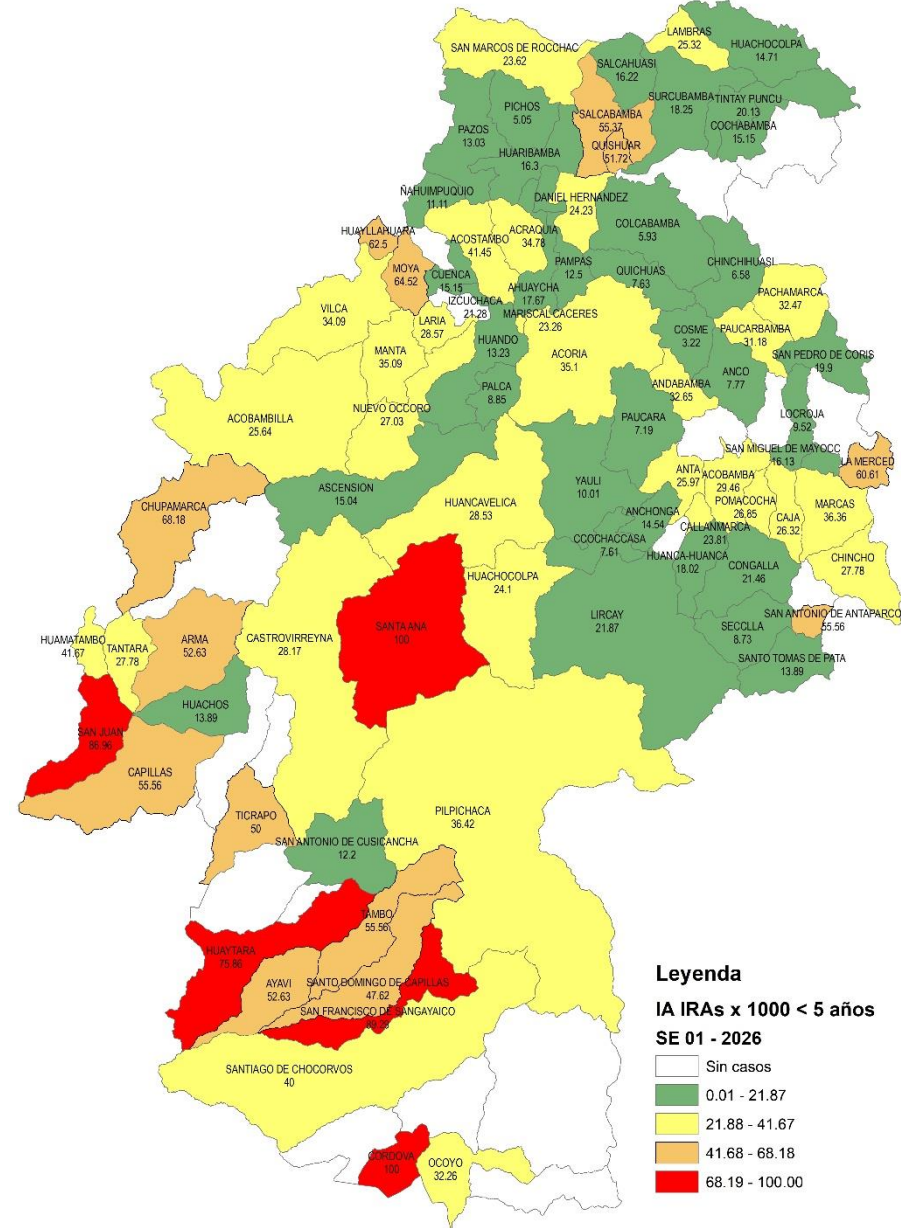 LAMBRAS
25.32
HUACHOCOLPA
14.71
SAN MARCOS DE ROCCHAC
23.62
SALCAHUASI
16.22
SURCUBAMBA
18.25
TINTAY PUNCU
20.13
PICHOS
5.05
SALCABAMBA
55.37
COCHABAMBA
15.15
PAZOS
13.03
QUISHUAR
51.72
HUARIBAMBA
16.3
ÑAHUIMPUQUIO
11.11
DANIEL HERNANDEZ
24.23
COLCABAMBA
5.93
HUAYLLAHUARA
62.5
ACOSTAMBO
41.45
ACRAQUIA
34.78
CHINCHIHUASI
6.58
MOYA
64.52
CUENCA
15.15
PAMPAS
12.5
QUICHUAS
7.63
AHUAYCHA
17.67
PACHAMARCA
32.47
VILCA
34.09
IZCUCHACA
21.28
LARIA
28.57
MARISCAL CACERES
23.26
COSME
3.22
PAUCARBAMBA
31.18
HUANDO
13.23
MANTA
35.09
ACORIA
35.1
SAN PEDRO DE CORIS
19.9
ANCO
7.77
PALCA
8.85
ANDABAMBA
32.65
ACOBAMBILLA
25.64
NUEVO OCCORO
27.03
PAUCARA
7.19
LOCROJA
9.52
SAN MIGUEL DE MAYOCC
16.13
LA MERCED
60.61
ANTA
25.97
ACOBAMBA
29.46
ASCENSION
15.04
YAULI
10.01
HUANCAVELICA
28.53
POMACOCHA
26.65
MARCAS
36.36
CHUPAMARCA
68.18
ANCHONGA
14.54
CAJA
26.32
CALLANMARCA
23.81
CCOCHACCASA
7.61
HUANCA-HUANCA
18.02
CONGALLA
21.46
CHINCHO
27.78
HUACHOCOLPA
24.1
LIRCAY
21.87
SAN ANTONIO DE ANTAPARCO
55.56
SANTA ANA
100
HUAMATAMBO
41.67
TANTARA
27.78
ARMA
52.63
CASTROVIRREYNA
28.17
SECCLLA
8.73
SANTO TOMAS DE PATA
13.89
HUACHOS
13.89
SAN JUAN
86.96
CAPILLAS
55.56
TICRAPO
50
PILPICHACA
36.42
SAN ANTONIO DE CUSICANCHA
12.2
TAMBO
55.56
HUAYTARA
75.86
AYAVI
52.63
SANTO DOMINGO DE CAPILLAS
47.62
SAN FRANCISCO DE SANGAYAICO
89.29
SANTIAGO DE CHOCORVOS
40
CORDOVA
100
OCOYO
32.26
Leyenda
IA IRAs x 1000 < 5 años
SE 01 - 2026
Sin casos
0.01 - 21.87
21.88 - 41.67
41.68 - 68.18
68.19 - 100.00